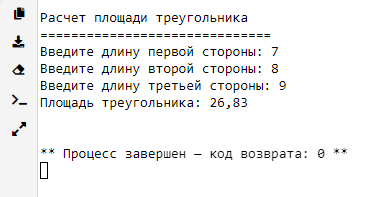 Расчет площади треугольника
==============================
Введите длину первой стороны: 7
Введите длину второй стороны: 8
Введите длину третьей стороны: 9
Площадь треугольника: 26,83
** Процесс завершен – код возврата: 0 **